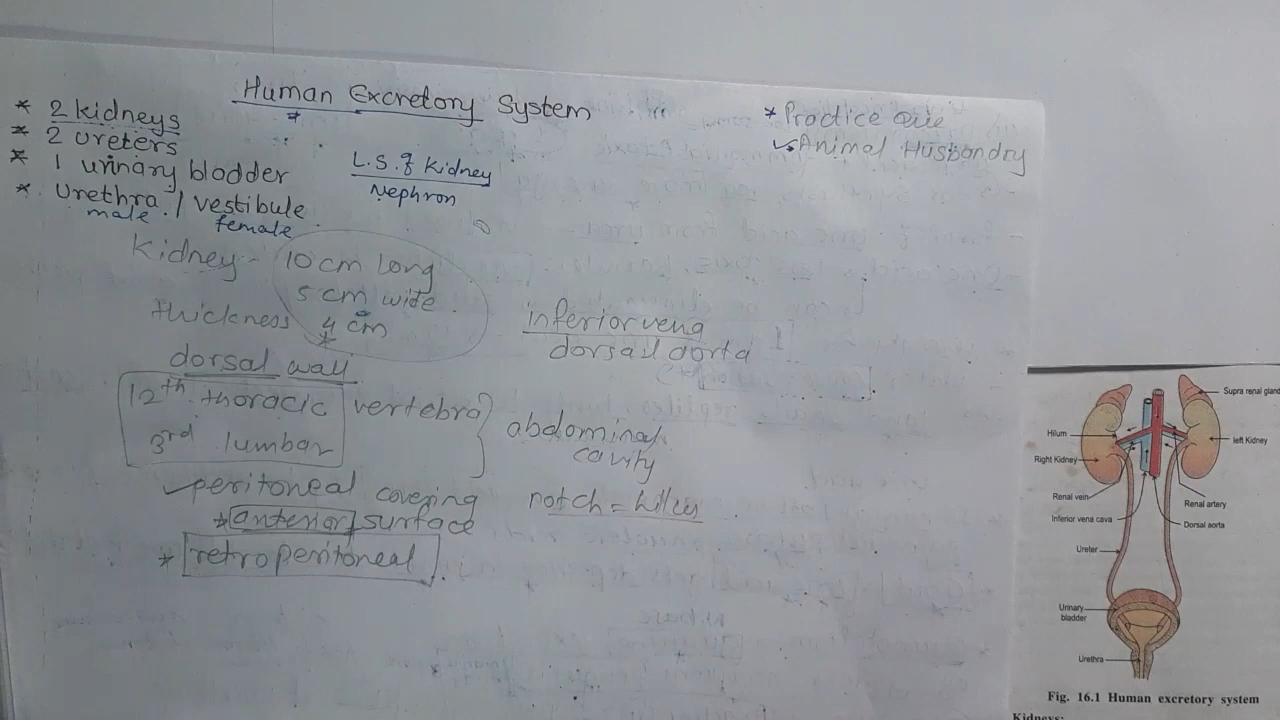 Human Excretory System
* 2 kidneys
* 2 ureters
* 1 urinary bladder
* Urethra / vestibule
male female
L.S. of kidney
Nephron
* Practice Que
Animal Husbandry
Kidney - 10 cm long
5 cm wide
thickness 4 cm
dorsal wall
12th thoracic vertebra
3rd lumbar
abdominal
cavity
inferior vena
dorsal aorta
peritoneal covering
* anterior surface
* retroperitoneal
notch = hilus
Supra renal gland
Hilum
left Kidney
Right Kidney
Renal vein
Renal artery
Inferior vena cava
Dorsal aorta
Ureter
Urinary
bladder
Urethra
Fig. 16.1 Human excretory system
Kidneys: